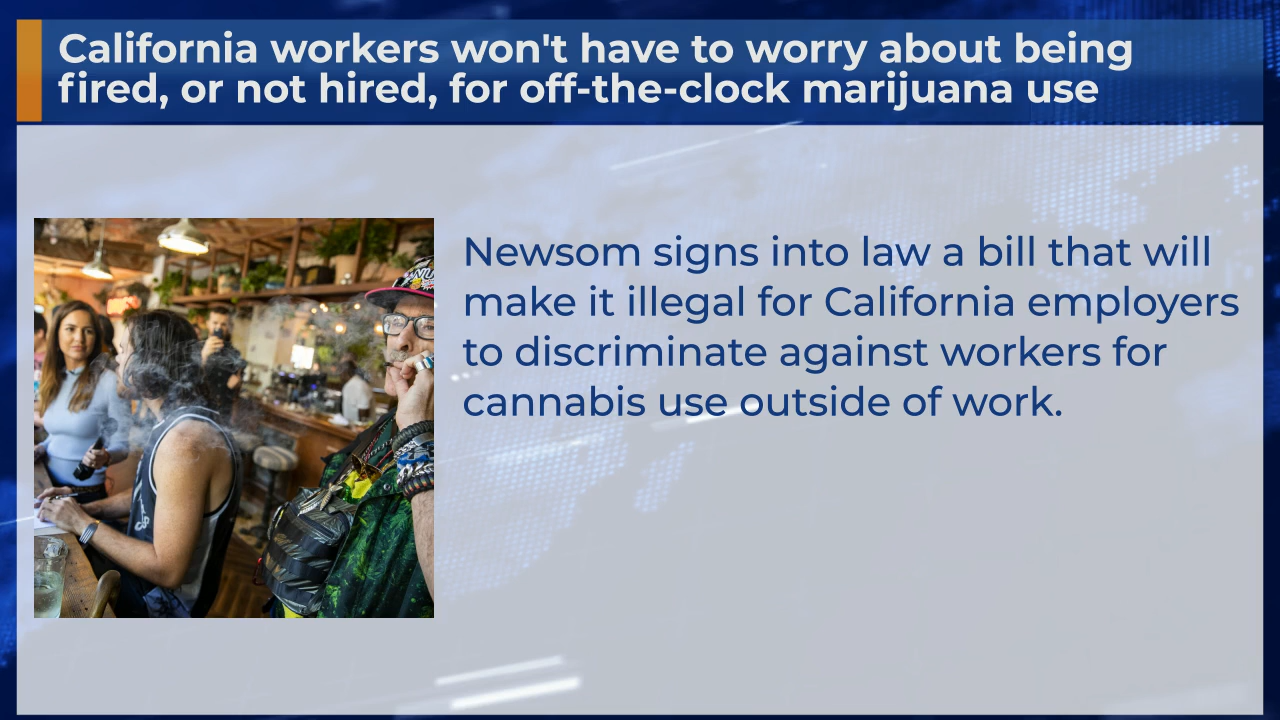 California workers won't have to worry about being
fired, or not hired, for off-the-clock marijuana use
Newsom signs into law a bill that will
make it illegal for California employers
to discriminate against workers for
cannabis use outside of work.